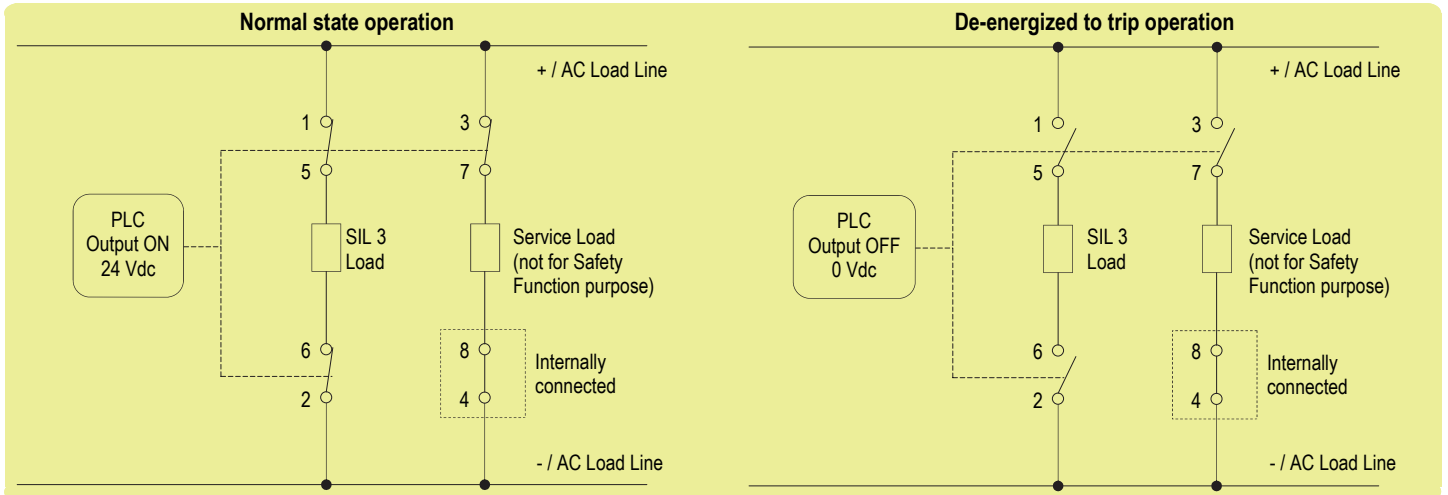 Normal state operation
+ / AC Load Line
1
3
5
7
PLC
Output ON
24 Vdc
SIL 3
Load
Service Load
(not for Safety
Function purpose)
6
8
Internally
connected
2
4
- / AC Load Line
De-energized to trip operation
+ / AC Load Line
1
3
5
7
PLC
Output OFF
0 Vdc
SIL 3
Load
Service Load
(not for Safety
Function purpose)
6
8
Internally
connected
2
4
- / AC Load Line